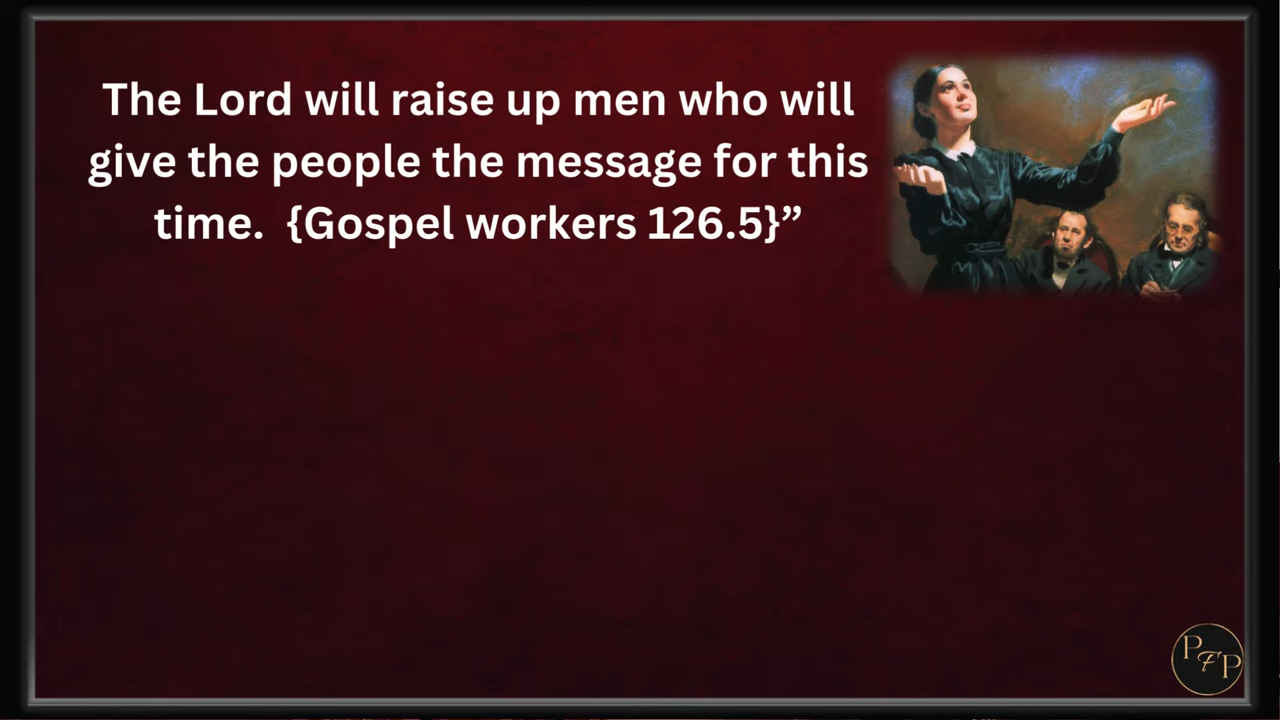 The Lord will raise up men who will
give the people the message for this
time.  {Gospel workers 126.5}”
PFP